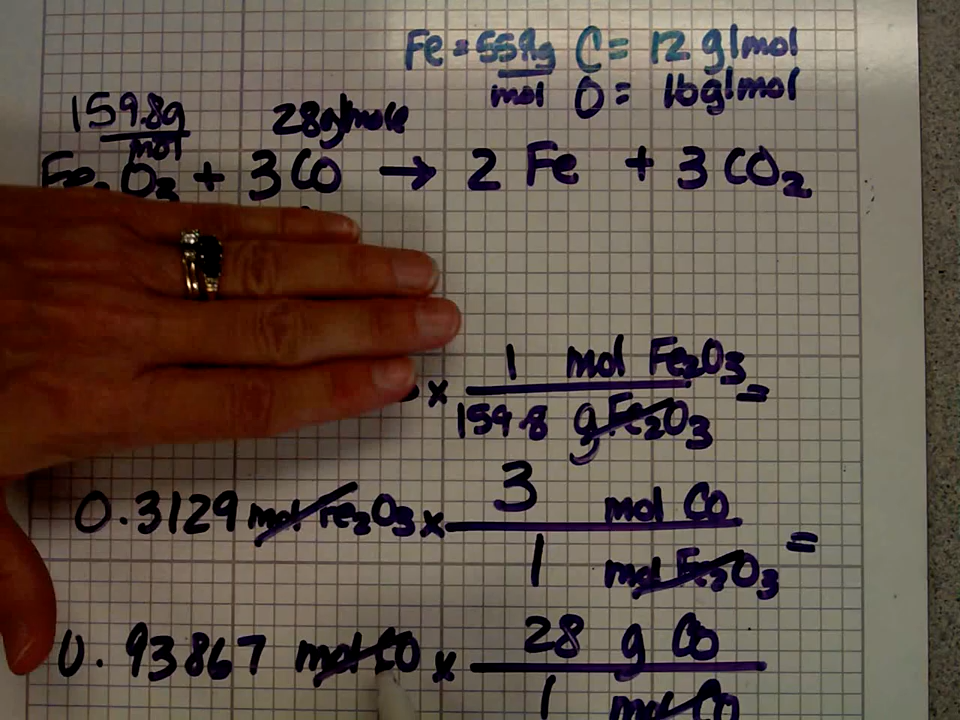 Fe = 55.9g/mol C = 12 g/mol
O = 16g/mol
159.8g/mol 28g/mole
Fe2O3 + 3CO → 2 Fe + 3 CO2
x 1 mol Fe2O3 / 159.8 g Fe2O3 =
0.3129 mol Fe2O3 x 3 mol CO / 1 mol Fe2O3 =
0.93867 mol CO x 28 g CO / 1 mol CO